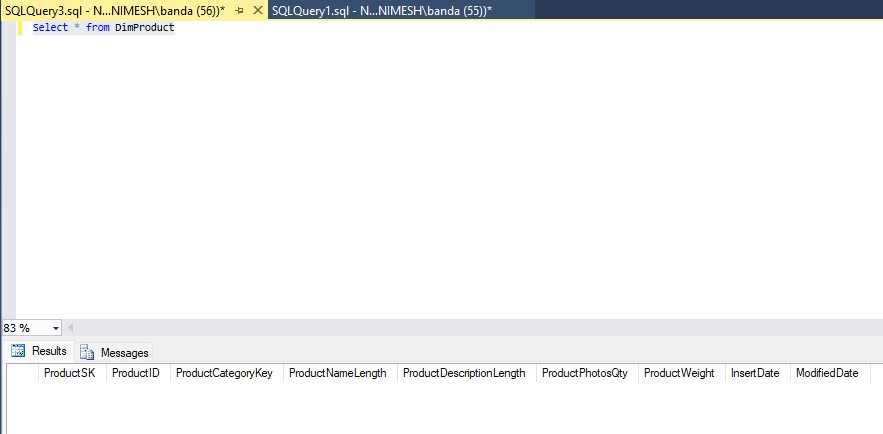 SQLQuery3.sql - N...NIMESH\banda (56))* SQLQuery1.sql - N...NIMESH\banda (55))*
Select * from DimProduct
83 %
Results Messages
ProductSK ProductID ProductCategoryKey ProductNameLength ProductDescriptionLength ProductPhotosQty ProductWeight InsertDate ModifiedDate